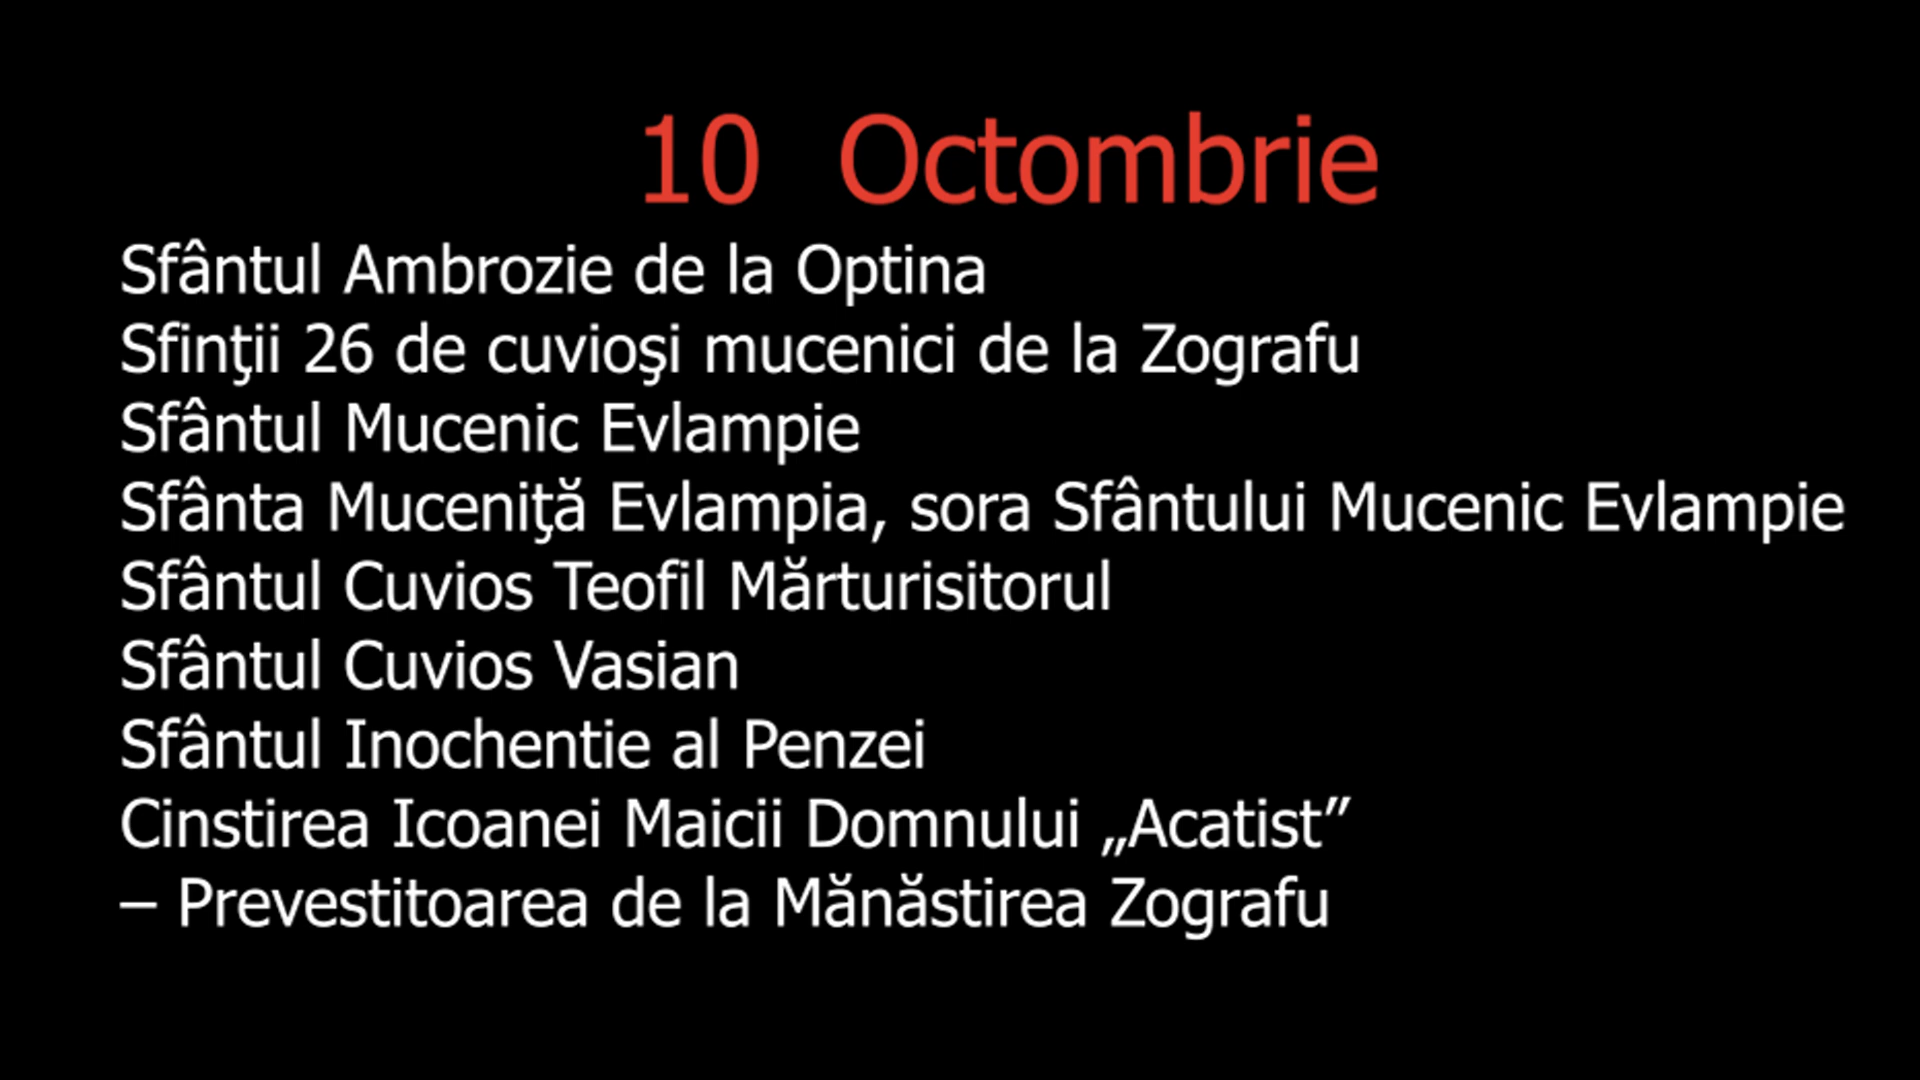 10 Octombrie
Sfântul Ambrozie de la Optina
Sfinţii 26 de cuvioşi mucenici de la Zografu
Sfântul Mucenic Evlampie
Sfânta Muceniţă Evlampia, sora Sfântului Mucenic Evlampie
Sfântul Cuvios Teofil Mărturisitorul
Sfântul Cuvios Vasian
Sfântul Inochentie al Penzei
Cinstirea Icoanei Maicii Domnului „Acatist”
– Prevestitoarea de la Mănăstirea Zografu